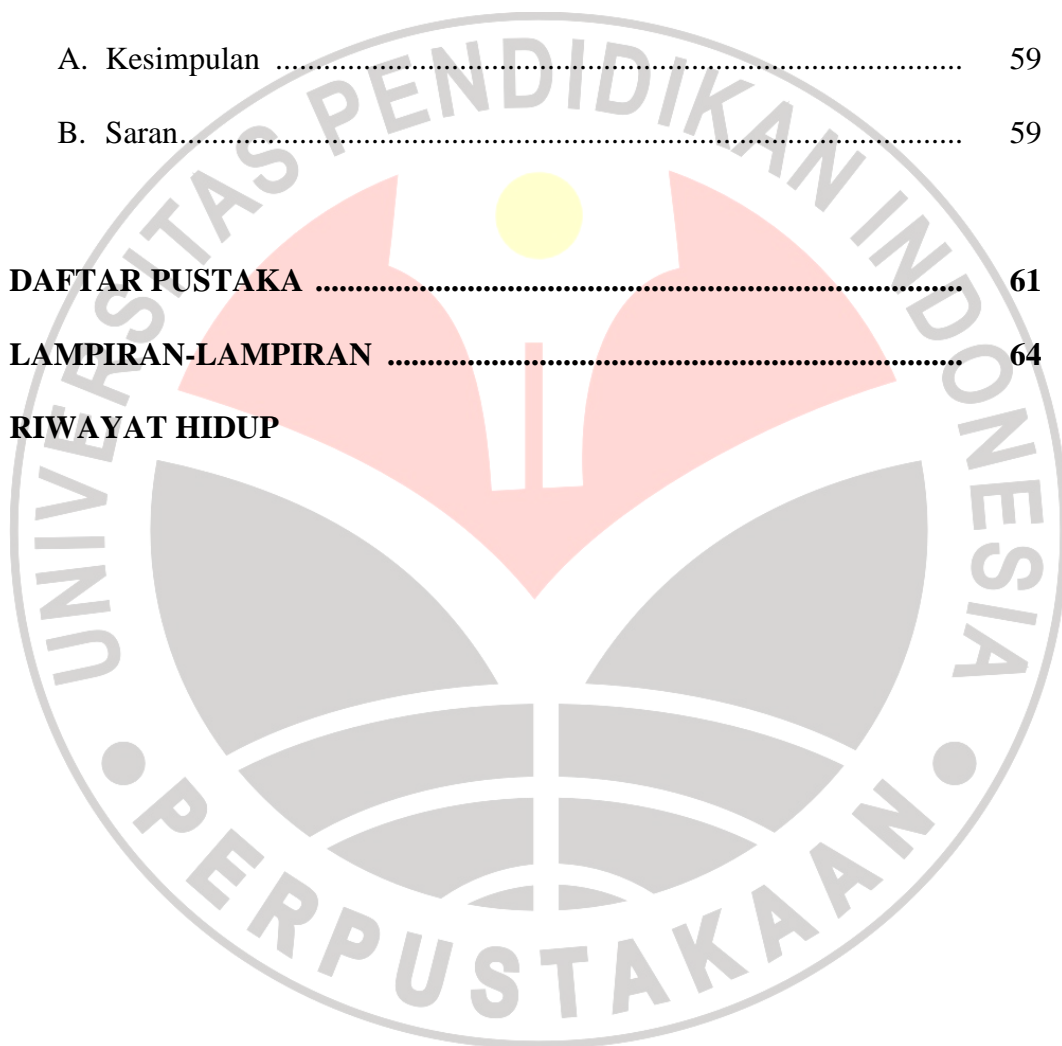 A. Kesimpulan ........................................................................................ 59
B. Saran.................................................................................................... 59
DAFTAR PUSTAKA ................................................................................... 61
LAMPIRAN-LAMPIRAN .......................................................................... 64
RIWAYAT HIDUP
UNIVERSITAS PENDIDIKAN INDONESIA
PERPUSTAKAAN